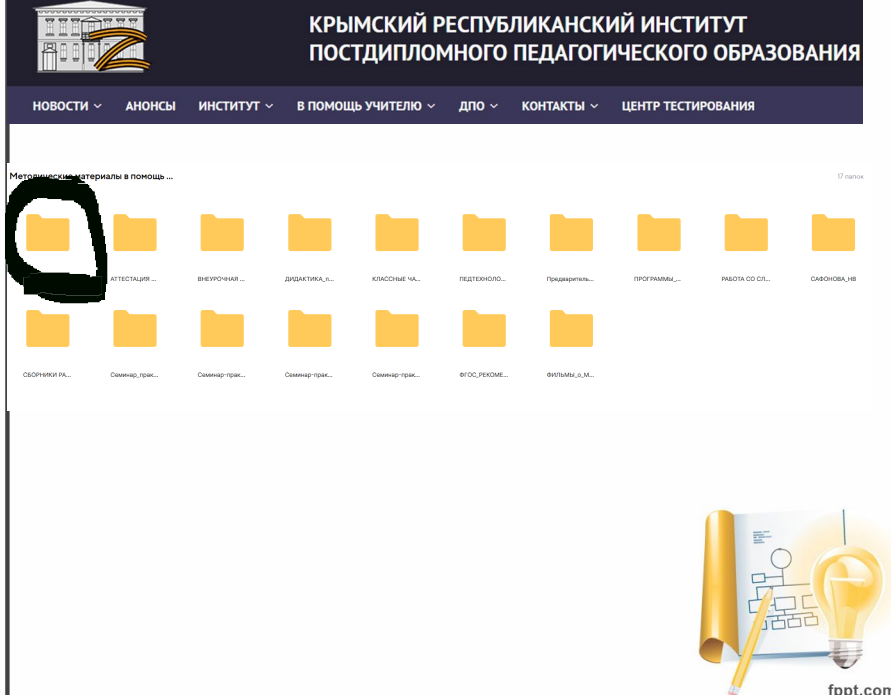 КРЫМСКИЙ РЕСПУБЛИКАНСКИЙ ИНСТИТУТ
ПОСТДИПЛОМНОГО ПЕДАГОГИЧЕСКОГО ОБРАЗОВАНИЯ
НОВОСТИ АНОНСЫ ИНСТИТУТ В ПОМОЩЬ УЧИТЕЛЮ ДПО КОНТАКТЫ ЦЕНТР ТЕСТИРОВАНИЯ
Методические материалы в помощь ... 17 папок
АТТЕСТАЦИЯ ... ВНЕУРОЧНАЯ ... ДИДАКТИКА_п... КЛАССНЫЕ ЧА... ПЕДТЕХНОЛО... Предваритель... ПРОГРАММЫ_... РАБОТА СО СЛ... САФОНОВА_НВ
СБОРНИКИ РА... Семинар_прак... Семинар-прак... Семинар-прак... Семинар-прак... ФГОС_РЕКОМЕ... ФИЛЬМЫ_о_М...
fppt.com